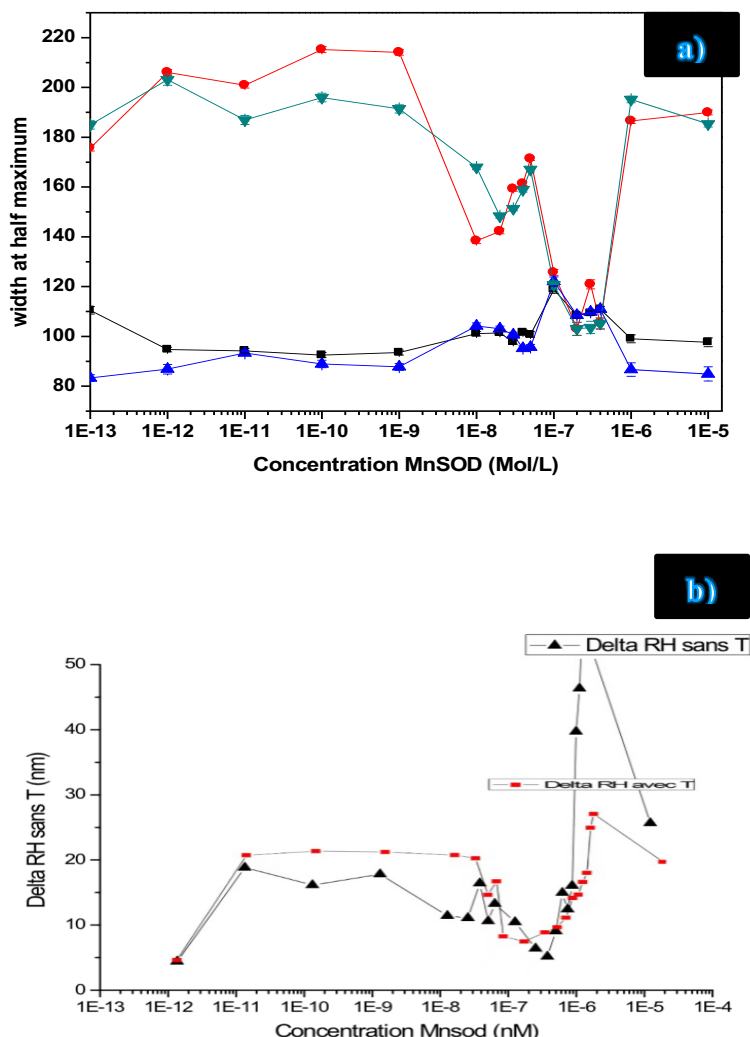 a)
220
200
180
160
140
120
100
80
width at half maximum
1E-13 1E-12 1E-11 1E-10 1E-9 1E-8 1E-7 1E-6 1E-5
Concentration MnSOD (Mol/L)
b)
Delta RH sans T
50
40
30
20
10
0
Delta RH avec T
Delta RH sans T (nm)
1E-13 1E-12 1E-11 1E-10 1E-9 1E-8 1E-7 1E-6 1E-5 1E-4
Concentration Mnsod (nM)